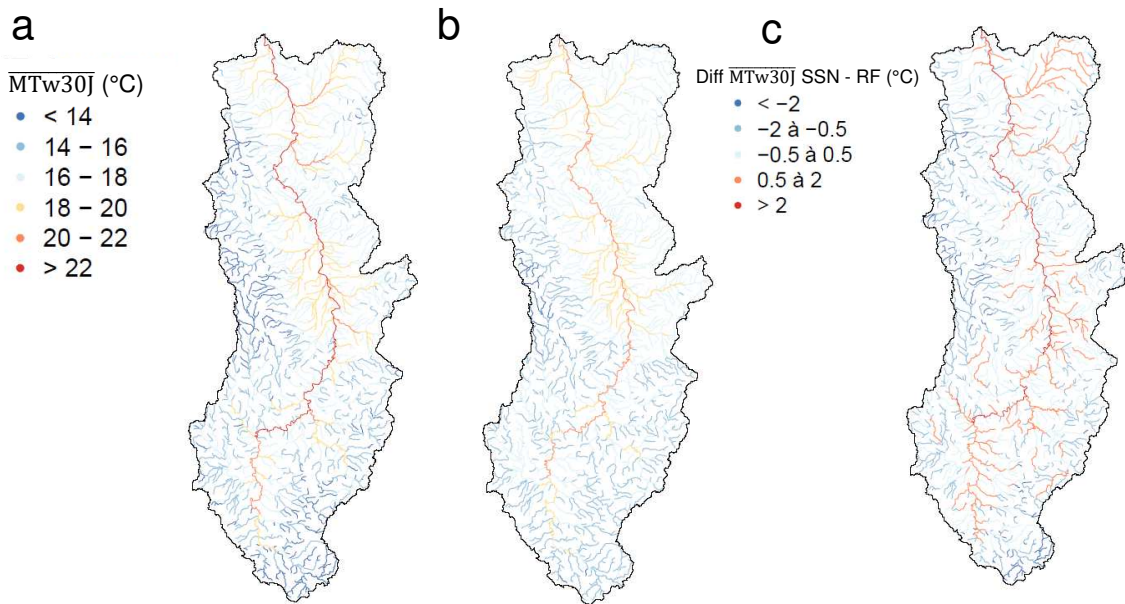 a
b
c
MTw30J (°C)
< 14
14 − 16
16 − 18
18 − 20
20 − 22
> 22
Diff MTw30J SSN - RF (°C)
< −2
−2 à −0.5
−0.5 à 0.5
0.5 à 2
> 2